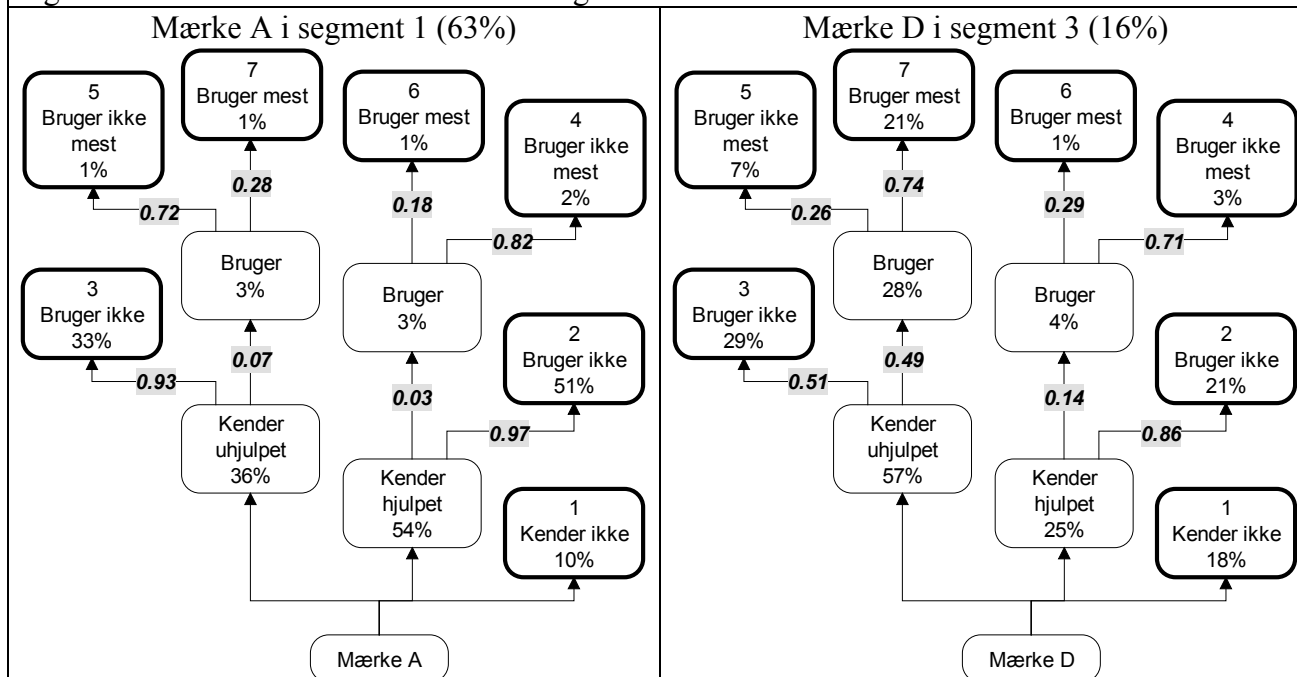 Mærke A i segment 1 (63%)
5
Bruger ikke
mest
1%
7
Bruger mest
1%
6
Bruger mest
1%
4
Bruger ikke
mest
2%
0.72
0.28
0.18
0.82
3
Bruger ikke
33%
Bruger
3%
Bruger
3%
2
Bruger ikke
51%
0.93
0.07
0.03
0.97
Kender
uhjulpet
36%
Kender
hjulpet
54%
1
Kender ikke
10%
Mærke A
Mærke D i segment 3 (16%)
5
Bruger ikke
mest
7%
7
Bruger mest
21%
6
Bruger mest
1%
4
Bruger ikke
mest
3%
0.26
0.74
0.29
0.71
3
Bruger ikke
29%
Bruger
28%
Bruger
4%
2
Bruger ikke
21%
0.51
0.49
0.14
0.86
Kender
uhjulpet
57%
Kender
hjulpet
25%
1
Kender ikke
18%
Mærke D